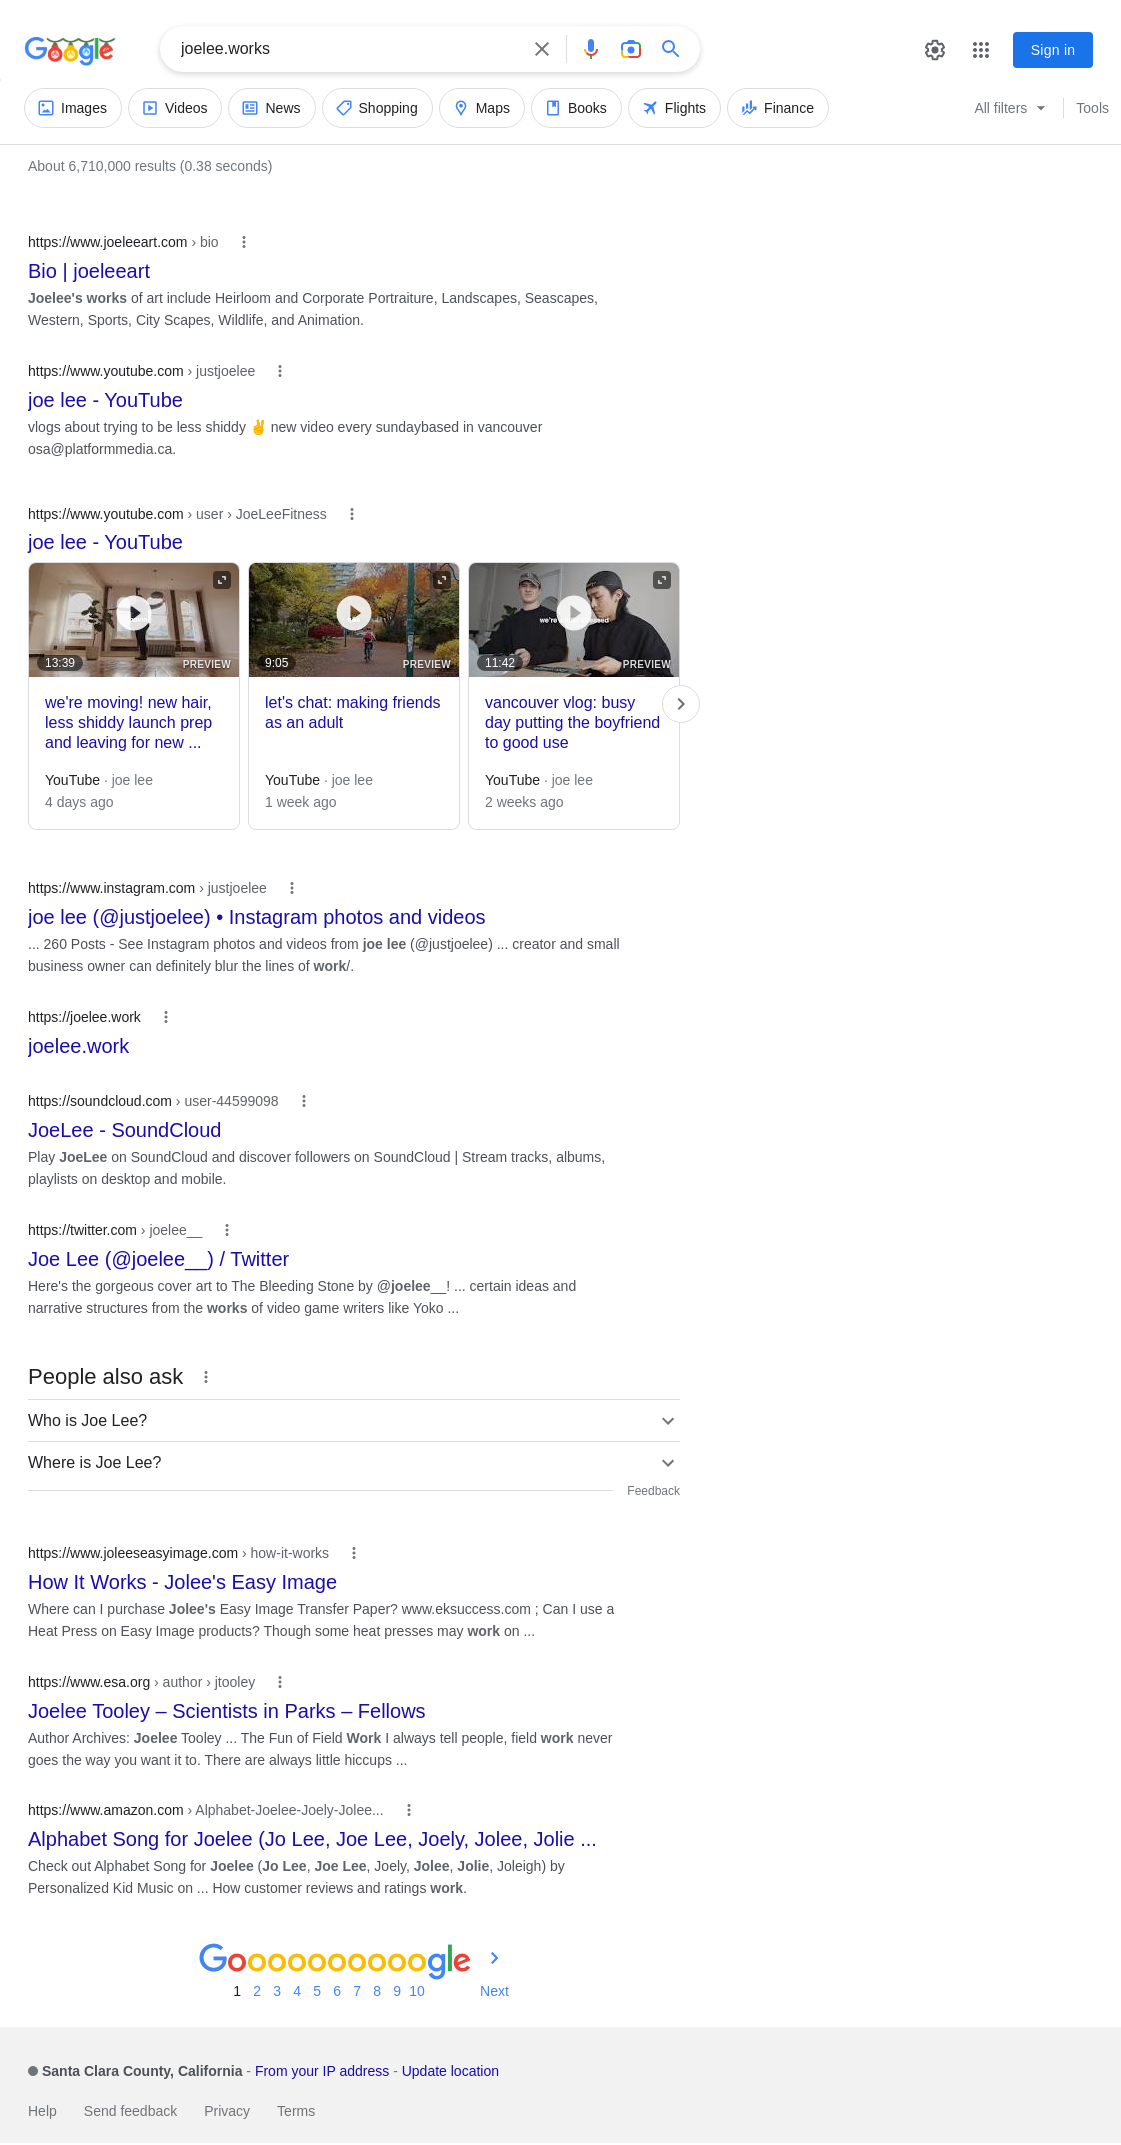 Google
joelee.works
Sign in
Images Videos News Shopping Maps Books Flights Finance All filters Tools
About 6,710,000 results (0.38 seconds)
https://www.joeleeart.com › bio
Bio | joeleeart
Joelee's works of art include Heirloom and Corporate Portraiture, Landscapes, Seascapes,
Western, Sports, City Scapes, Wildlife, and Animation.
https://www.youtube.com › justjoelee
joe lee - YouTube
vlogs about trying to be less shiddy ✌ new video every sundaybased in vancouver
osa@platformmedia.ca.
https://www.youtube.com › user › JoeLeeFitness
joe lee - YouTube
13:39 PREVIEW
we're moving! new hair,
less shiddy launch prep
and leaving for new ...
YouTube · joe lee
4 days ago
9:05 PREVIEW
let's chat: making friends
as an adult
YouTube · joe lee
1 week ago
11:42 PREVIEW
vancouver vlog: busy
day putting the boyfriend
to good use
YouTube · joe lee
2 weeks ago
https://www.instagram.com › justjoelee
joe lee (@justjoelee) • Instagram photos and videos
... 260 Posts - See Instagram photos and videos from joe lee (@justjoelee) ... creator and small
business owner can definitely blur the lines of work/.
https://joelee.work
joelee.work
https://soundcloud.com › user-44599098
JoeLee - SoundCloud
Play JoeLee on SoundCloud and discover followers on SoundCloud | Stream tracks, albums,
playlists on desktop and mobile.
https://twitter.com › joelee__
Joe Lee (@joelee__) / Twitter
Here's the gorgeous cover art to The Bleeding Stone by @joelee__! ... certain ideas and
narrative structures from the works of video game writers like Yoko ...
People also ask
Who is Joe Lee?
Where is Joe Lee?
Feedback
https://www.joleeseasyimage.com › how-it-works
How It Works - Jolee's Easy Image
Where can I purchase Jolee's Easy Image Transfer Paper? www.eksuccess.com ; Can I use a
Heat Press on Easy Image products? Though some heat presses may work on ...
https://www.esa.org › author › jtooley
Joelee Tooley – Scientists in Parks – Fellows
Author Archives: Joelee Tooley ... The Fun of Field Work I always tell people, field work never
goes the way you want it to. There are always little hiccups ...
https://www.amazon.com › Alphabet-Joelee-Joely-Jolee...
Alphabet Song for Joelee (Jo Lee, Joe Lee, Joely, Jolee, Jolie ...
Check out Alphabet Song for Joelee (Jo Lee, Joe Lee, Joely, Jolee, Jolie, Joleigh) by
Personalized Kid Music on ... How customer reviews and ratings work.
Goooooooooogle
1 2 3 4 5 6 7 8 9 10 Next
Santa Clara County, California - From your IP address - Update location
Help Send feedback Privacy Terms